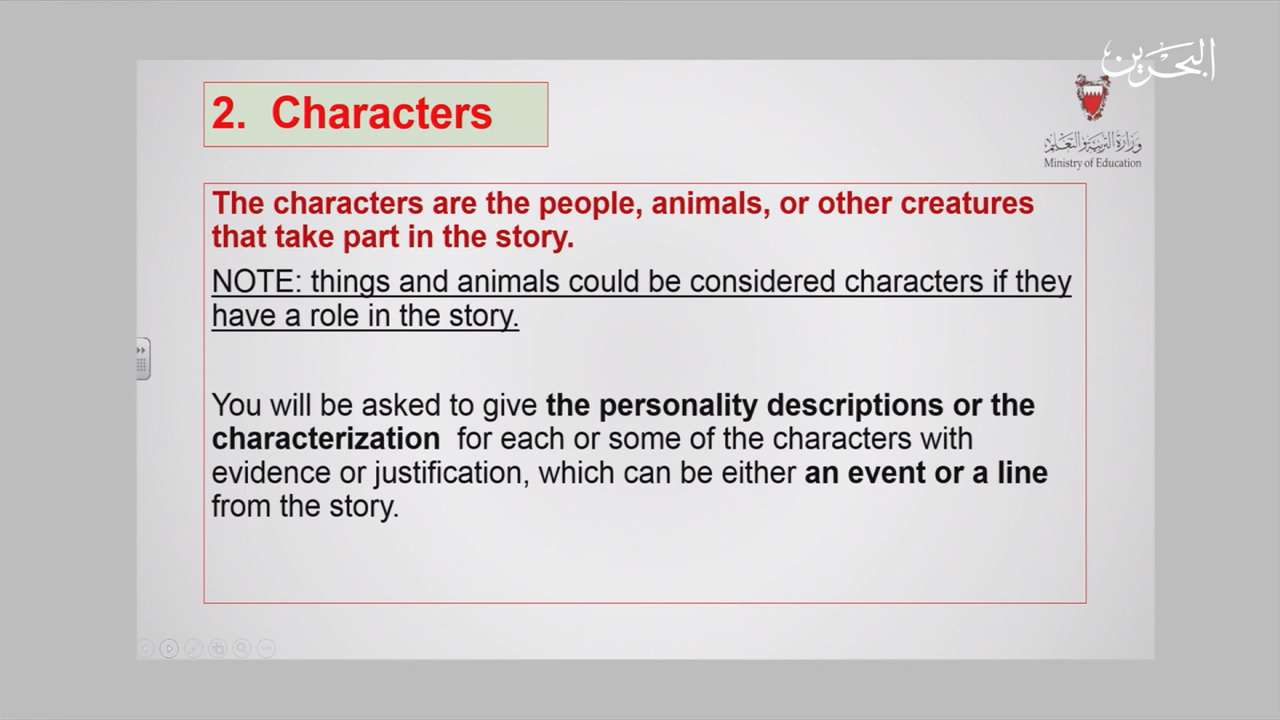 البحرين
2. Characters
وزارة التربية والتعليم
Ministry of Education
The characters are the people, animals, or other creatures
that take part in the story.
NOTE: things and animals could be considered characters if they
have a role in the story.
You will be asked to give the personality descriptions or the
characterization for each or some of the characters with
evidence or justification, which can be either an event or a line
from the story.